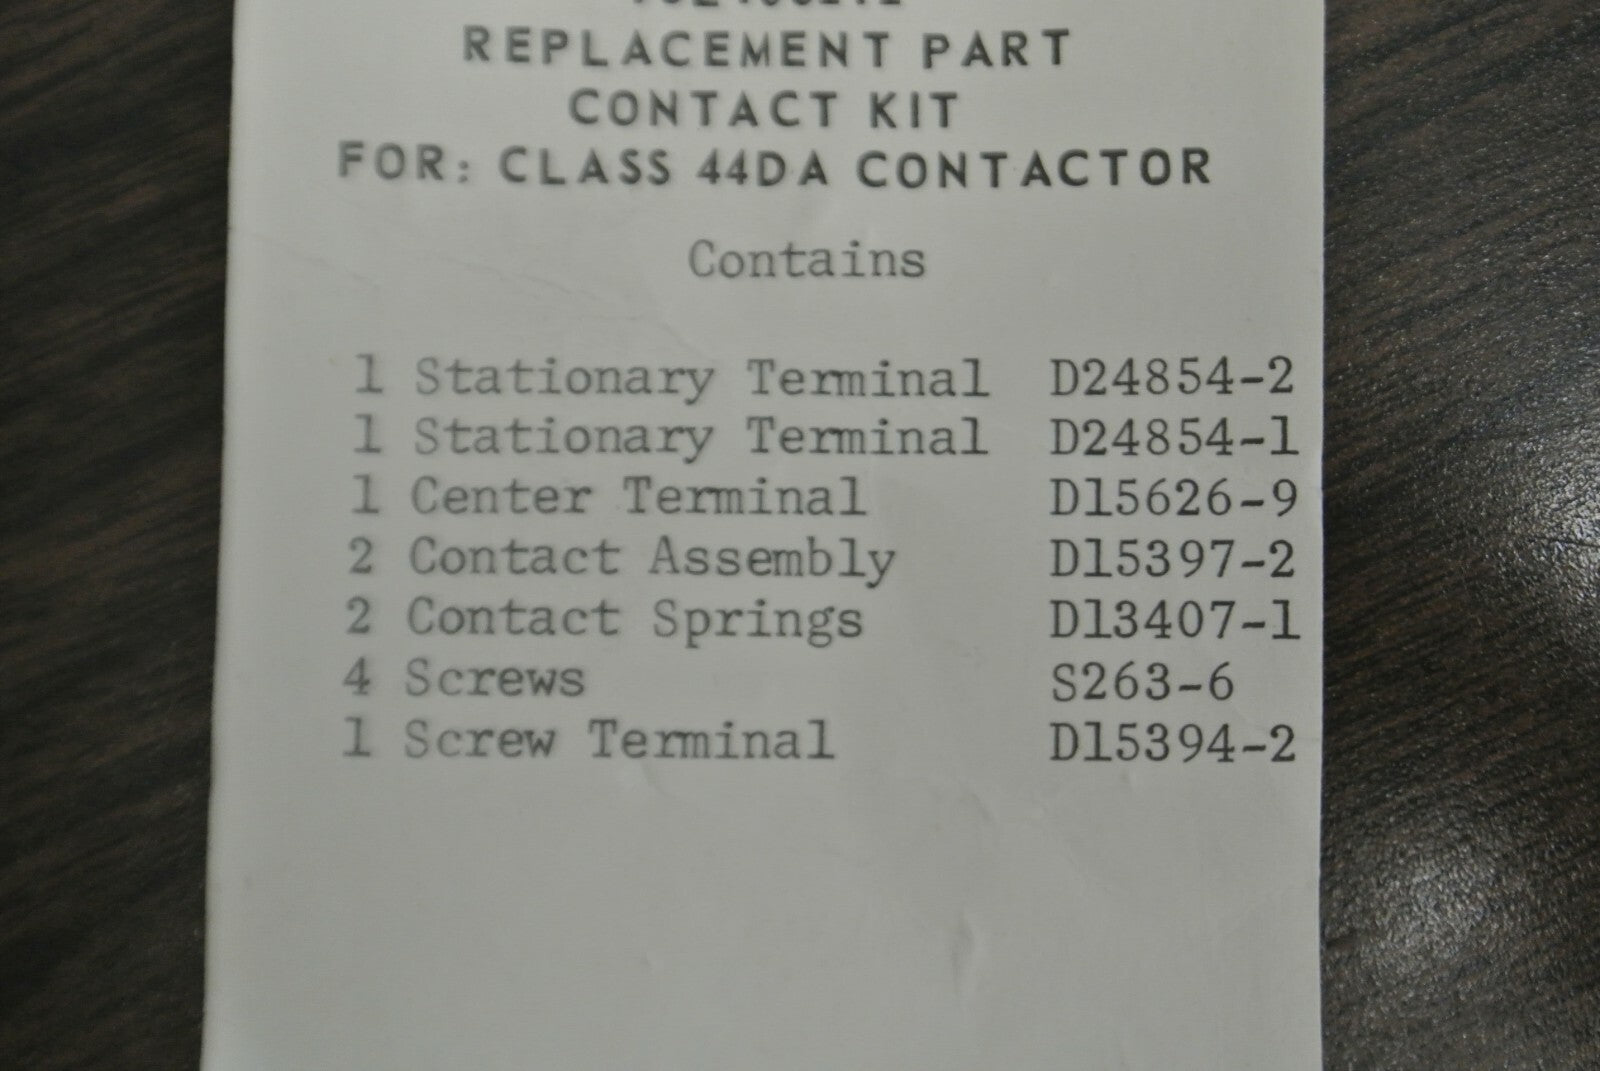 REPLACEMENT PART
CONTACT KIT
FOR: CLASS 44DA CONTACTOR
Contains
1 Stationary Terminal D24854-2
1 Stationary Terminal D24854-1
1 Center Terminal D15626-9
2 Contact Assembly D15397-2
2 Contact Springs D13407-1
4 Screws S263-6
1 Screw Terminal D15394-2